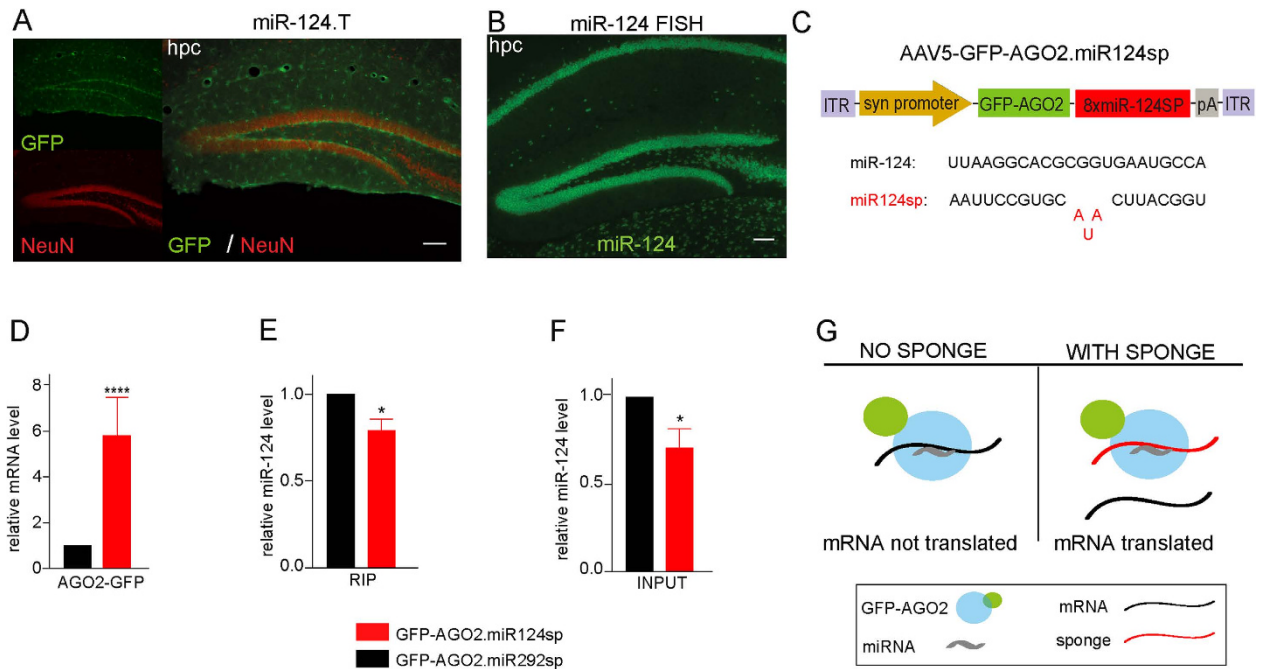 A
miR-124.T
hpc
GFP
NeuN
GFP / NeuN
B
miR-124 FISH
hpc
miR-124
C
AAV5-GFP-AGO2.miR124sp
ITR syn promoter GFP-AGO2 8xmiR-124SP pA ITR
miR-124: UUAAGGCACGCGGUGAAUGCCA
miR124sp: AAUUCCGUGC CUUACGGU
A A
U
D
relative mRNA level
8
6
4
2
0
****
AGO2-GFP
E
relative miR-124 level
1.0
0.5
0.0
*
RIP
F
relative miR-124 level
1.0
0.5
0.0
*
INPUT
GFP-AGO2.miR124sp
GFP-AGO2.miR292sp
G
NO SPONGE WITH SPONGE
mRNA not translated mRNA translated
GFP-AGO2 mRNA
miRNA sponge